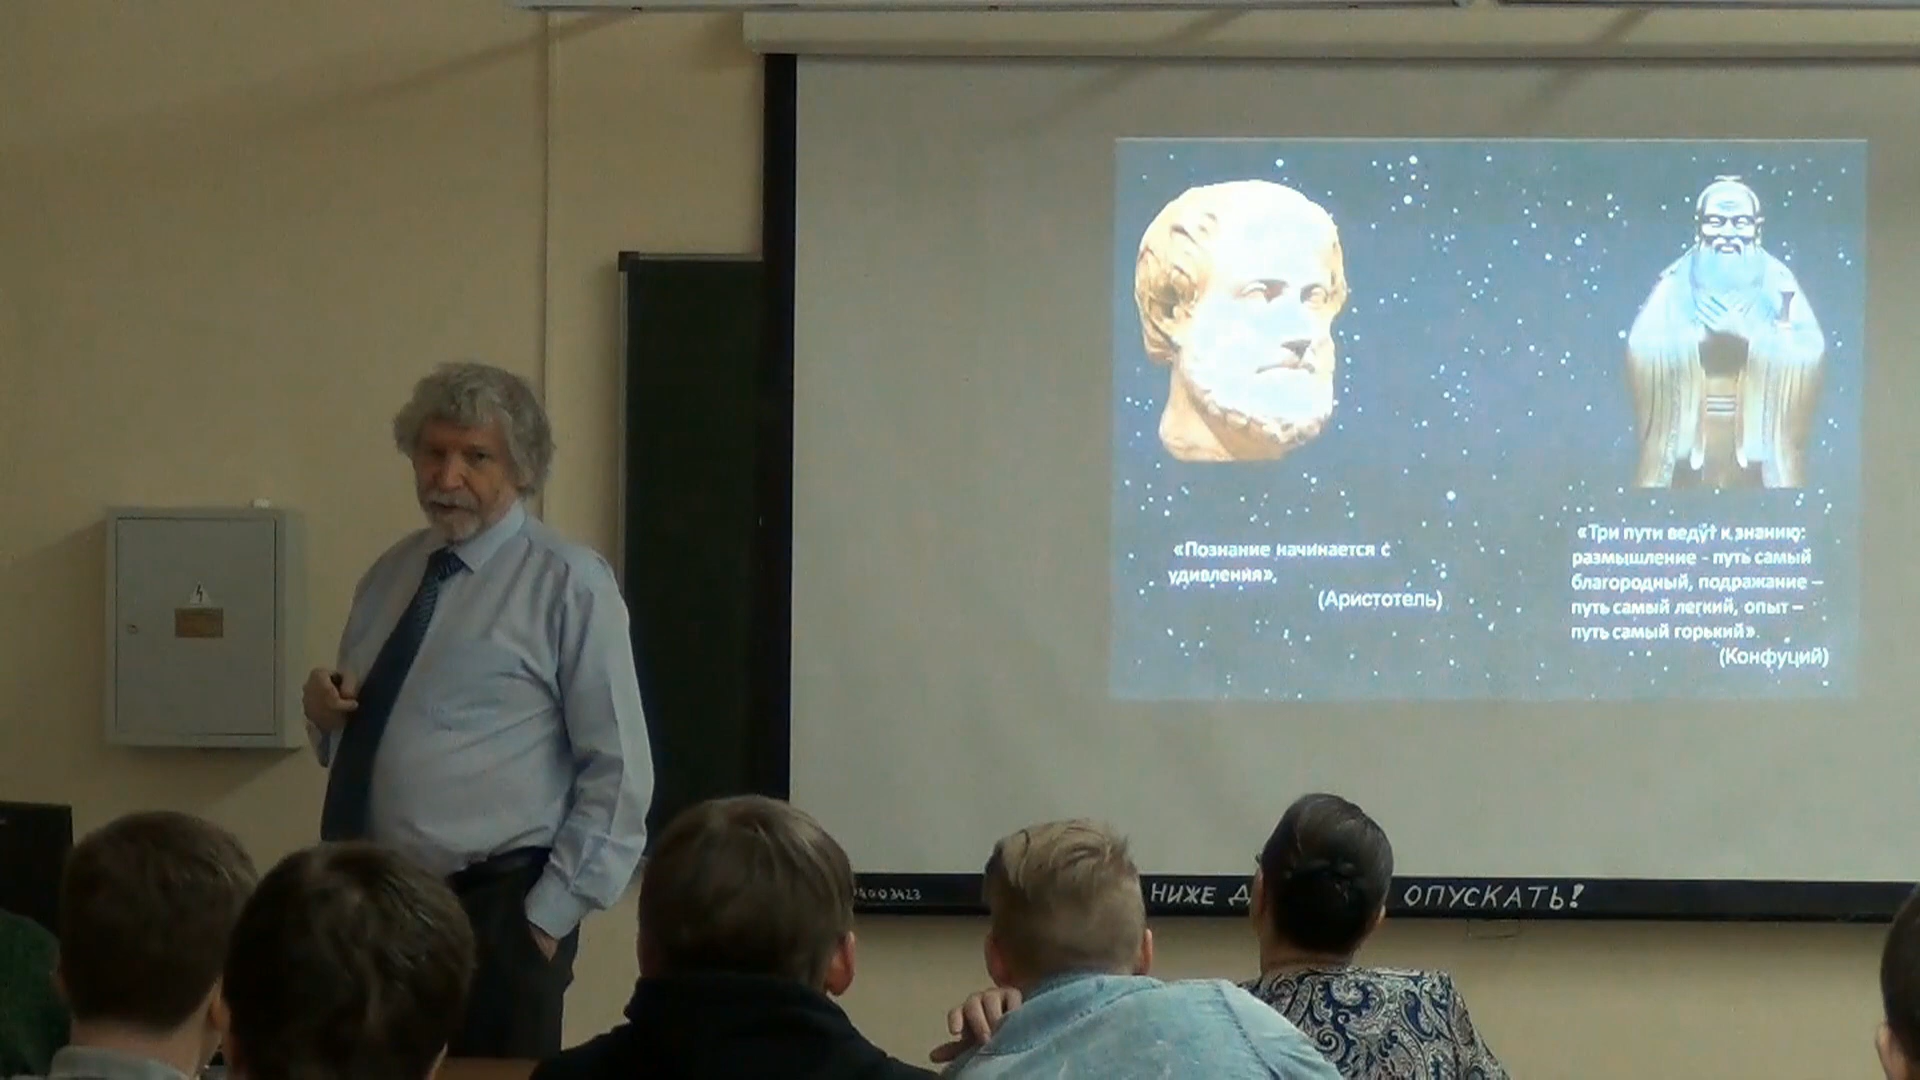 «Познание начинается с
удивления»,
(Аристотель)
«Три пути ведут к знанию:
размышление - путь самый
благородный, подражание –
путь самый легкий, опыт –
путь самый горький».
(Конфуций)
НИЖЕ ОПУСКАТЬ!